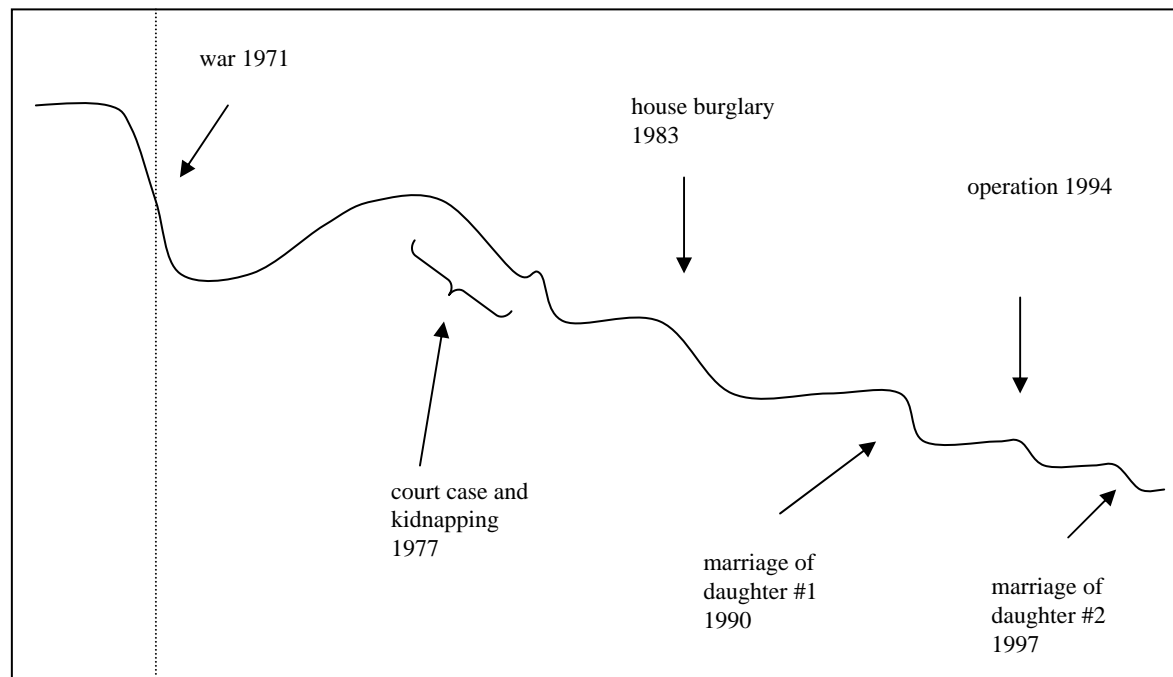 war 1971
house burglary
1983
operation 1994
court case and
kidnapping
1977
marriage of
daughter #1
1990
marriage of
daughter #2
1997